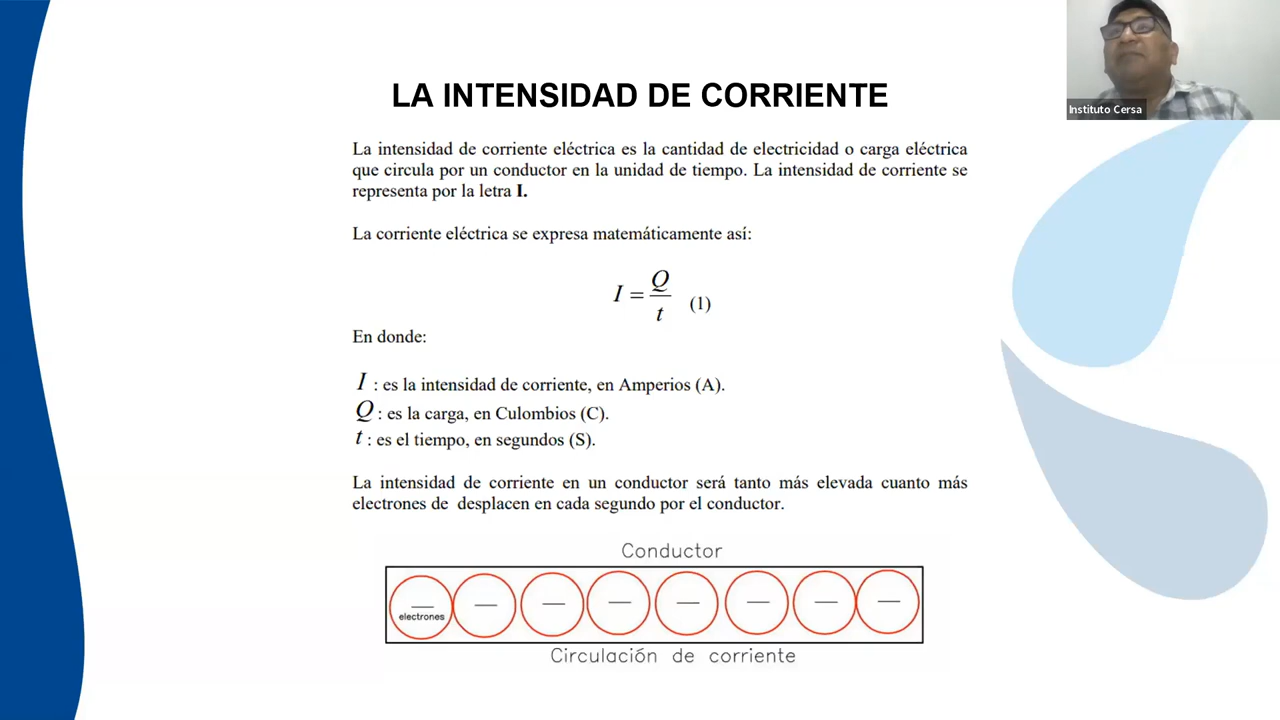 Instituto Cersa
LA INTENSIDAD DE CORRIENTE
La intensidad de corriente eléctrica es la cantidad de electricidad o carga eléctrica
que circula por un conductor en la unidad de tiempo. La intensidad de corriente se
representa por la letra I.
La corriente eléctrica se expresa matemáticamente así:
I = Q/t (1)
En donde:
I : es la intensidad de corriente, en Amperios (A).
Q : es la carga, en Culombios (C).
t : es el tiempo, en segundos (S).
La intensidad de corriente en un conductor será tanto más elevada cuanto más
electrones de desplacen en cada segundo por el conductor.
Conductor
electrones
Circulación de corriente